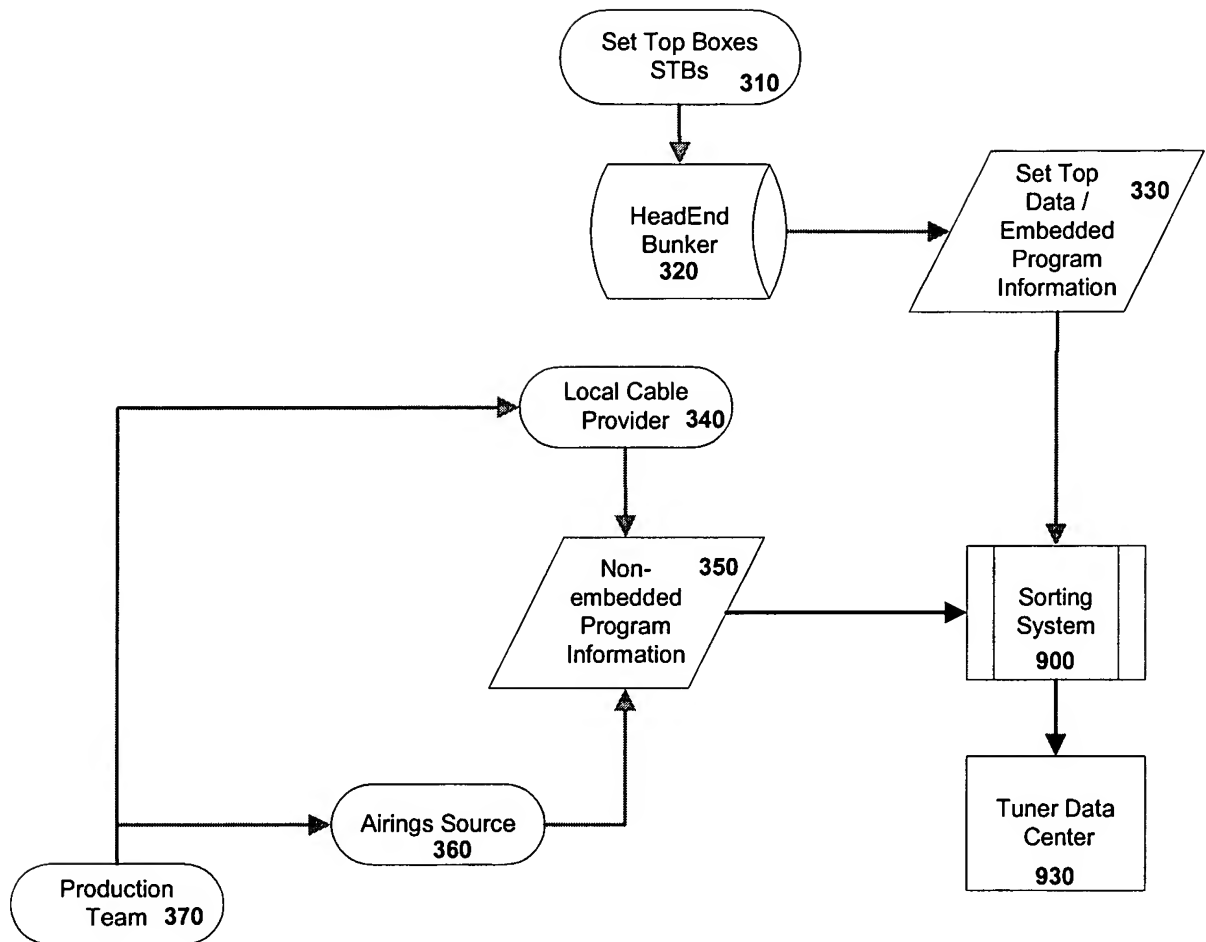 Set Top Boxes
STBs
310
HeadEnd
Bunker
320
Set Top
Data /
Embedded
Program
Information
330
Local Cable
Provider 340
Non-
embedded
Program
Information
350
Sorting
System
900
Airings Source
360
Tuner Data
Center
930
Production
Team 370